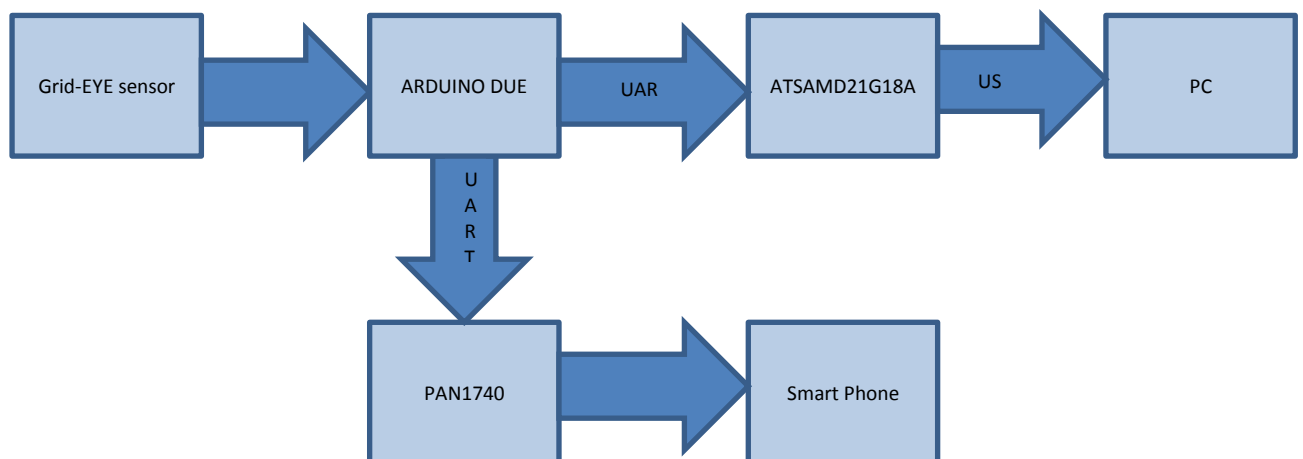 Grid-EYE sensor
ARDUINO DUE
UAR
ATSAMD21G18A
US
PC
U
A
R
T
PAN1740
Smart Phone